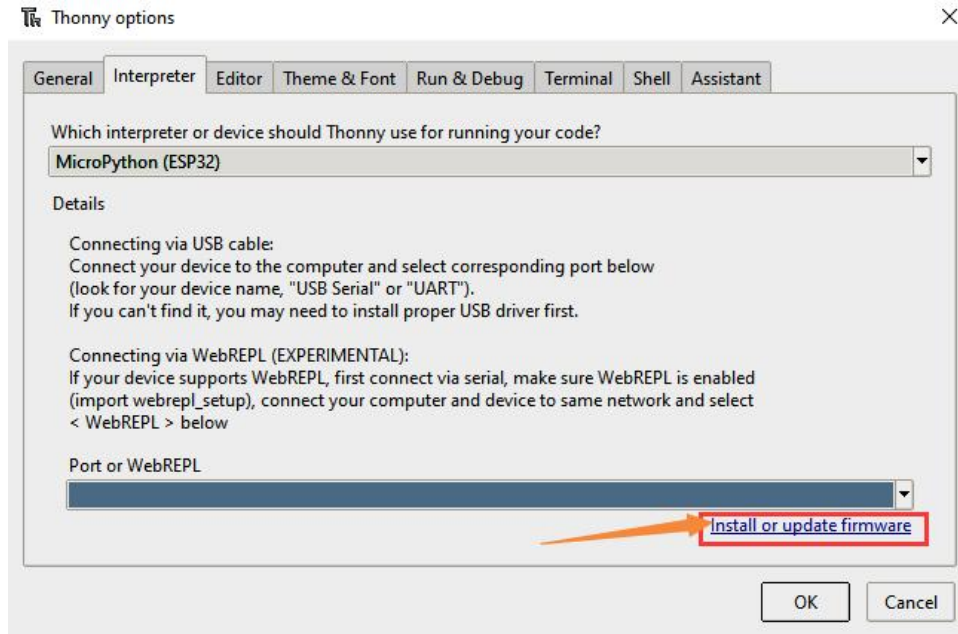 Thonny options
General Interpreter Editor Theme & Font Run & Debug Terminal Shell Assistant
Which interpreter or device should Thonny use for running your code?
MicroPython (ESP32)
Details
Connecting via USB cable:
Connect your device to the computer and select corresponding port below
(look for your device name, "USB Serial" or "UART").
If you can't find it, you may need to install proper USB driver first.
Connecting via WebREPL (EXPERIMENTAL):
If your device supports WebREPL, first connect via serial, make sure WebREPL is enabled
(import webrepl_setup), connect your computer and device to same network and select
< WebREPL > below
Port or WebREPL
Install or update firmware
OK Cancel